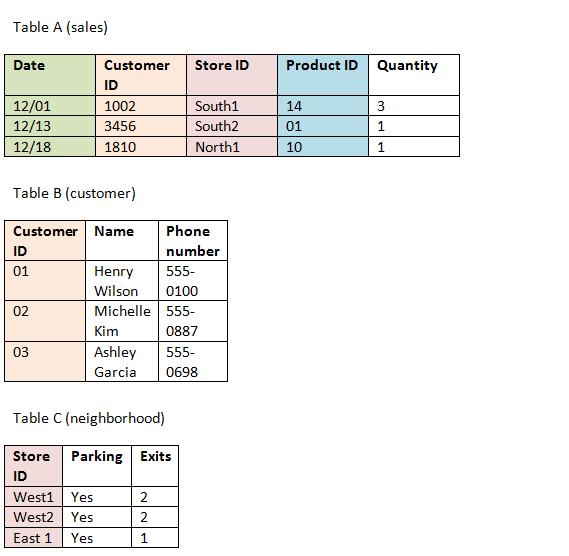 Table A (sales)
Date Customer ID Store ID Product ID Quantity
12/01 1002 South1 14 3
12/13 3456 South2 01 1
12/18 1810 North1 10 1
Table B (customer)
Customer ID Name Phone number
01 Henry Wilson 555-0100
02 Michelle Kim 555-0887
03 Ashley Garcia 555-0698
Table C (neighborhood)
Store ID Parking Exits
West1 Yes 2
West2 Yes 2
East 1 Yes 1